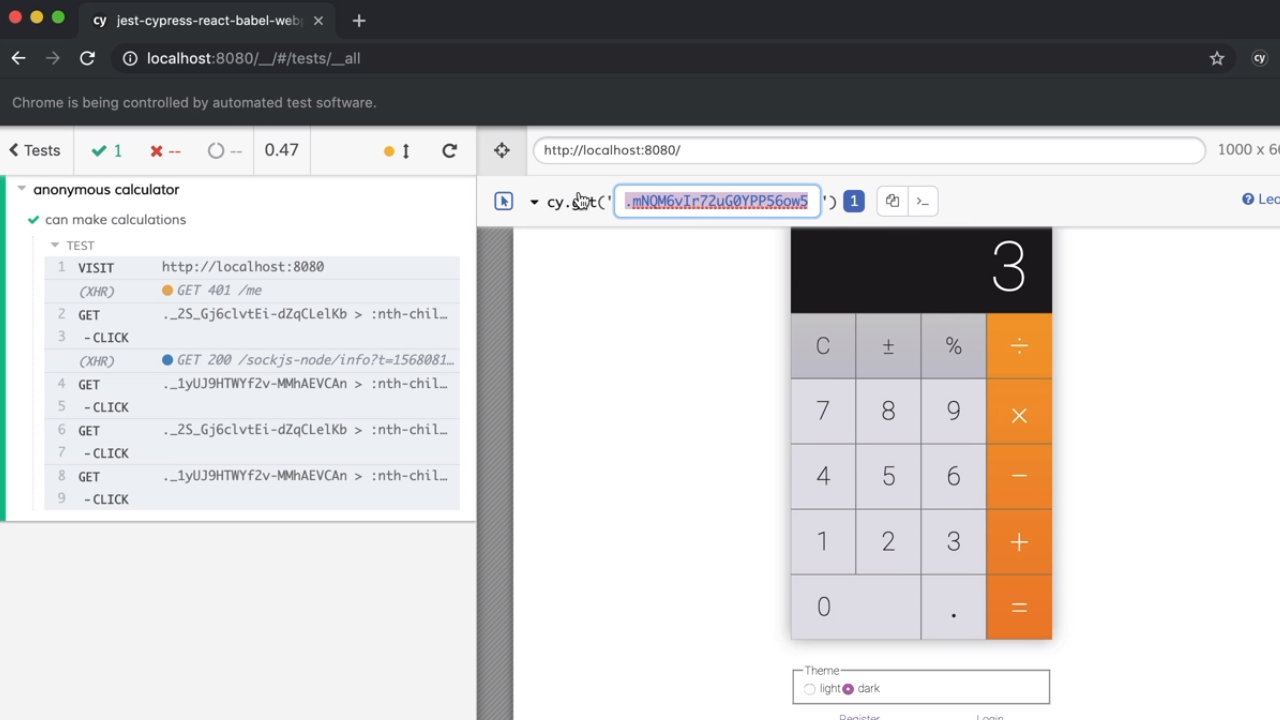 cy jest-cypress-react-babel-web
localhost:8080/__/#/tests/__all
cy
Chrome is being controlled by automated test software.
Tests 1 -- -- 0.47
http://localhost:8080/
1000 x
cy. ('.mNQM6vIr72uG0YPP56ow5') 1
anonymous calculator
can make calculations
TEST
1 VISIT http://localhost:8080
(XHR) GET 401 /me
2 GET ._2S_Gj6clvtEi-dZqCLelKb > :nth-chil…
3 -CLICK
(XHR) GET 200 /sockjs-node/info?t=1568081…
4 GET ._1yUJ9HTWYf2v-MMhAEVCAn > :nth-chil…
5 -CLICK
6 GET ._2S_Gj6clvtEi-dZqCLelKb > :nth-chil…
7 -CLICK
8 GET ._1yUJ9HTWYf2v-MMhAEVCAn > :nth-chil…
9 -CLICK
3
C ± % ÷
7 8 9 ×
4 5 6 −
1 2 3 +
0 . =
Theme
light dark
Register Login